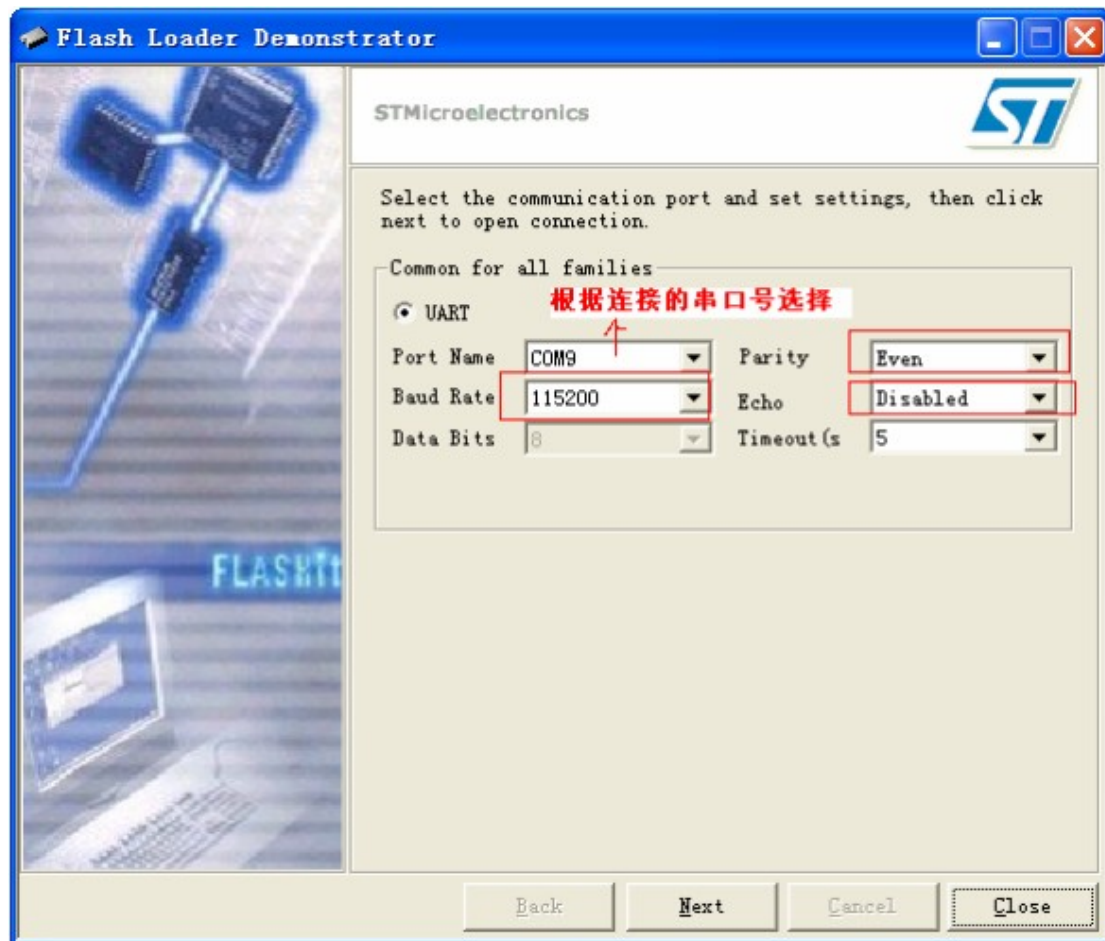 Flash Loader Demonstrator
STMicroelectronics
ST
Select the communication port and set settings, then click
next to open connection.
Common for all families
UART
根据连接的串口号选择
Port Name COM9 Parity Even
Baud Rate 115200 Echo Disabled
Data Bits 8 Timeout(s 5
FLASHit
Back Next Cancel Close